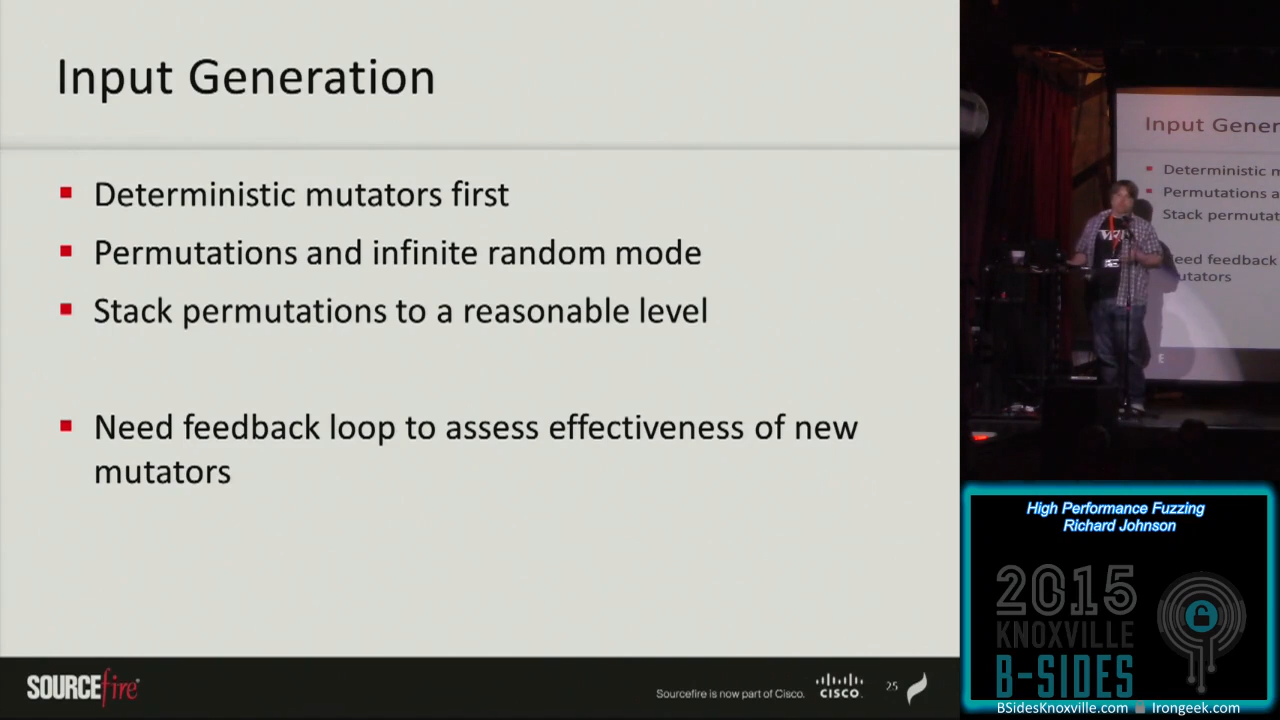 Input Generation
Deterministic mutators first
Permutations and infinite random mode
Stack permutations to a reasonable level
Need feedback loop to assess effectiveness of new
mutators
SOURCEfire
Sourcefire is now part of Cisco.
CISCO
25
Input Gener
Deterministic m
Permutations a
Stack permutat
eed feedback
utators
High Performance Fuzzing
Richard Johnson
2015
KNOXVILLE
B-SIDES
BSidesKnoxville.com
Irongeek.com